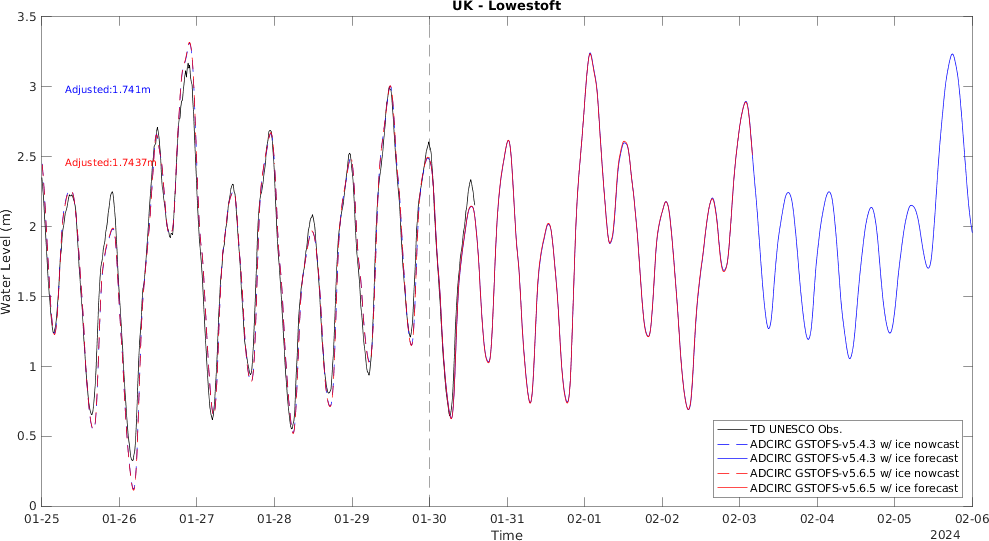 UK - Lowestoft
3.5
3
2.5
2
1.5
1
0.5
0
Water Level (m)
Adjusted:1.741m
Adjusted:1.7437m
TD UNESCO Obs.
ADCIRC GSTOFS-v5.4.3 w/ ice nowcast
ADCIRC GSTOFS-v5.4.3 w/ ice forecast
ADCIRC GSTOFS-v5.6.5 w/ ice nowcast
ADCIRC GSTOFS-v5.6.5 w/ ice forecast
01-25 01-26 01-27 01-28 01-29 01-30 01-31 02-01 02-02 02-03 02-04 02-05 02-06
Time
2024